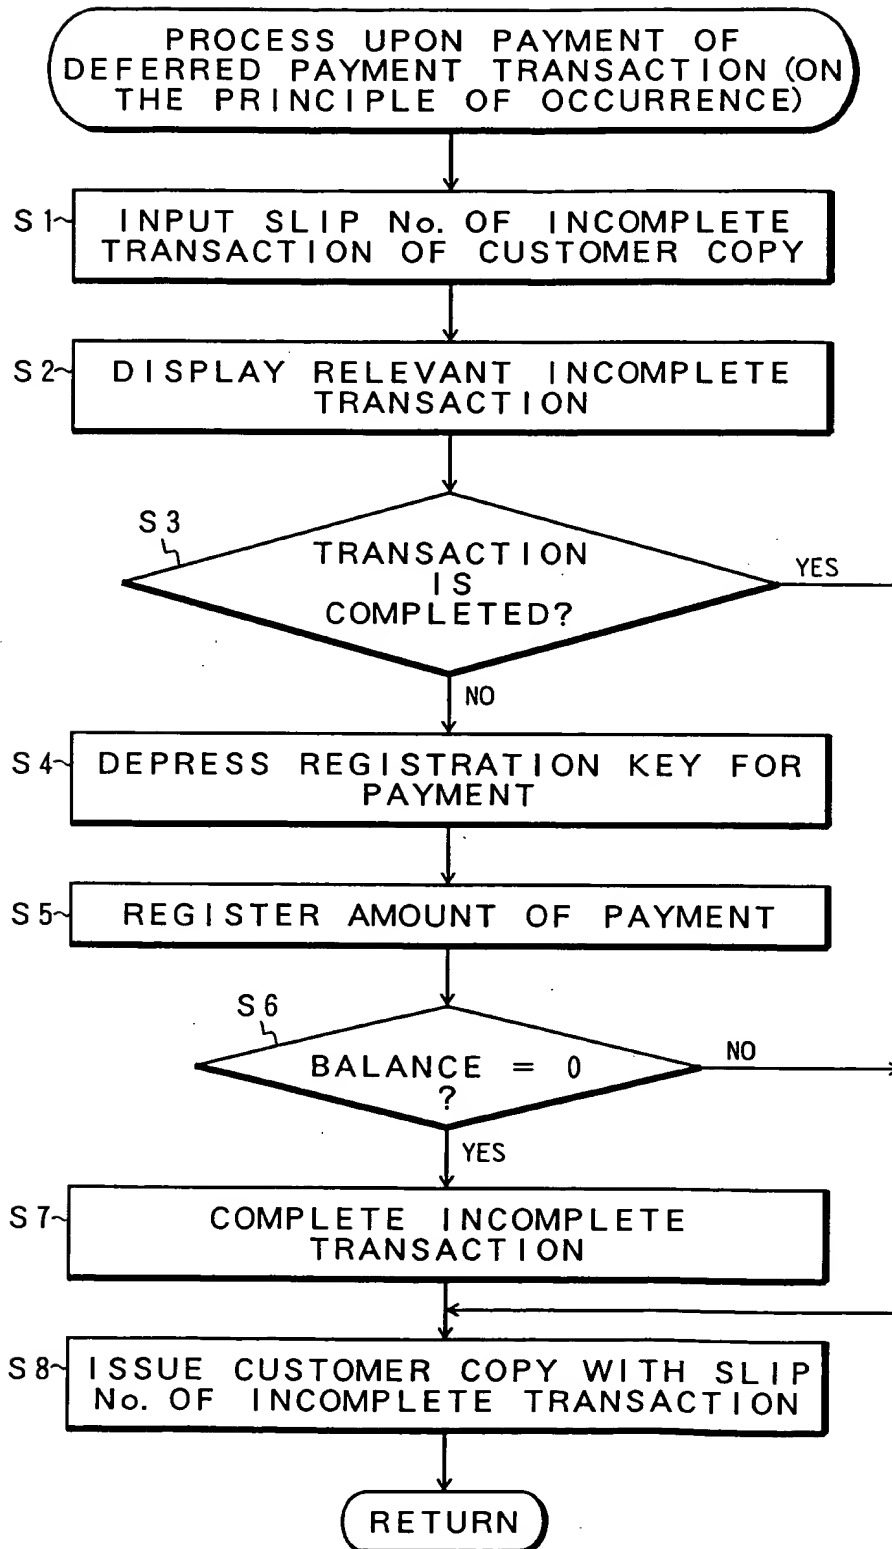 PROCESS UPON PAYMENT OF
DEFERRED PAYMENT TRANSACTION (ON
THE PRINCIPLE OF OCCURRENCE)
S1
INPUT SLIP No. OF INCOMPLETE
TRANSACTION OF CUSTOMER COPY
S2
DISPLAY RELEVANT INCOMPLETE
TRANSACTION
S3
TRANSACTION
IS
COMPLETED?
YES
NO
S4
DEPRESS REGISTRATION KEY FOR
PAYMENT
S5
REGISTER AMOUNT OF PAYMENT
S6
BALANCE = 0
?
NO
YES
S7
COMPLETE INCOMPLETE
TRANSACTION
S8
ISSUE CUSTOMER COPY WITH SLIP
No. OF INCOMPLETE TRANSACTION
RETURN